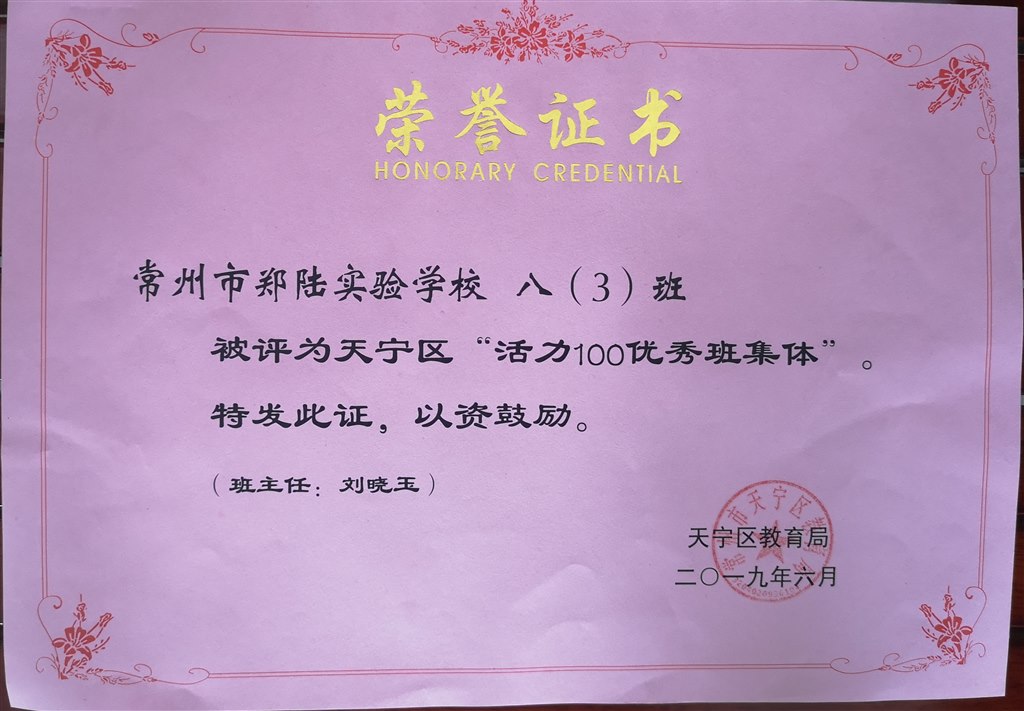 荣誉证书
HONORARY CREDENTIAL
常州市郑陆实验学校 八（3）班
被评为天宁区“活力100优秀班集体”。
特发此证，以资鼓励。
（班主任：刘晓玉）
天宁区教育局
二〇一九年六月